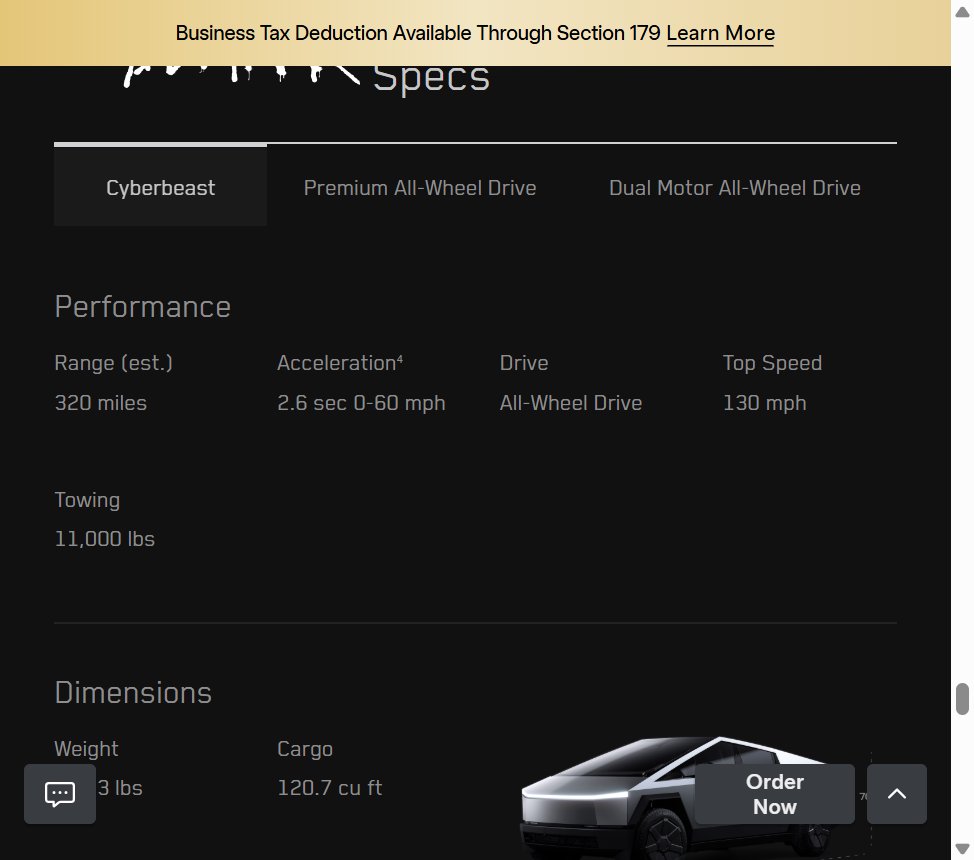 Business Tax Deduction Available Through Section 179 Learn More
Specs
Cyberbeast Premium All-Wheel Drive Dual Motor All-Wheel Drive
Performance
Range (est.) Acceleration⁴ Drive Top Speed
320 miles 2.6 sec 0-60 mph All-Wheel Drive 130 mph
Towing
11,000 lbs
Dimensions
Weight Cargo
3 lbs 120.7 cu ft
Order
Now